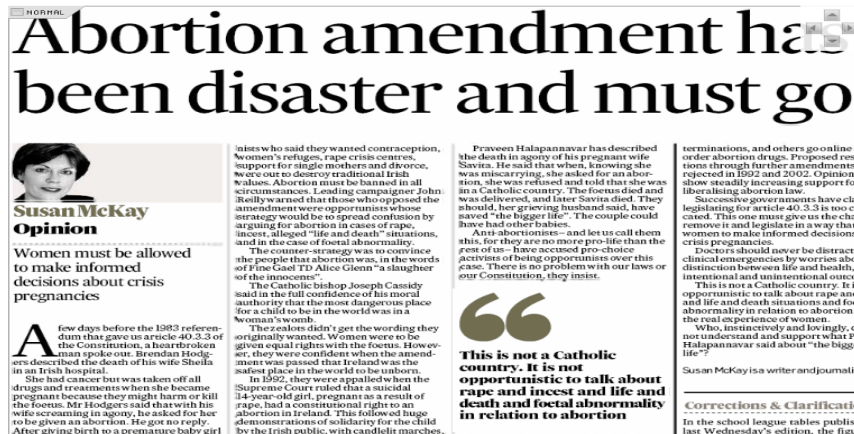 NORMAL
Abortion amendment has
been disaster and must go
Susan McKay
Opinion
Women must be allowed
to make informed
decisions about crisis
pregnancies
A few days before the 1983 referen-
dum that gave us article 40.3.3 of
the Constitution, a heartbroken
man spoke out. Brendan Hodg-
ers described the death of his wife Sheila
in an Irish hospital.
She had cancer but was taken off all
drugs and treatments when she became
pregnant because they might harm or kill
the foetus. Mr Hodgers said that with his
wife screaming in agony, he asked for her
to be given an abortion. He got no reply.
After giving birth to a premature baby girl
nists who said they wanted contraception,
women's refuges, rape crisis centres,
support for single mothers and divorce,
were out to destroy traditional Irish
values. Abortion must be banned in all
circumstances. Leading campaigner John
Reilly warned that those who opposed the
amendment were opportunists whose
strategy would be to spread confusion by
arguing for abortion in cases of rape,
incest, alleged "life and death" situations,
and in the case of foetal abnormality.
The counter-strategy was to convince
the people that abortion was, in the words
of Fine Gael TD Alice Glenn "a slaughter
of the innocents".
The Catholic bishop Joseph Cassidy
said in the full confidence of his moral
authority that the most dangerous place
for a child to be in the world was in a
woman's womb.
The zealots didn't get the wording they
originally wanted. Women were to be
given equal rights with the foetus. Howev-
er, they were confident when the amend-
ment was passed that Ireland was the
safest place in the world to be unborn.
In 1992, they were appalled when the
Supreme Court ruled that a suicidal
14-year-old girl, pregnant as a result of
rape, had a constitutional right to an
abortion in Ireland. This followed huge
demonstrations of solidarity for the child
by the Irish public, with candlelit marches,
Praveen Halapannavar has described
the death in agony of his pregnant wife
Savita. He said that when, knowing she
was miscarrying, she asked for an abor-
tion, she was refused and told that she was
in a Catholic country. The foetus died and
was delivered, and later Savita died. They
should, her grieving husband said, have
saved "the bigger life". The couple could
have had other babies.
Anti-abortionists – and let us call them
this, for they are no more pro-life than the
rest of us – have accused pro-choice
activists of being opportunists over this
case. There is no problem with our laws or
our Constitution, they insist.
This is not a Catholic
country. It is not
opportunistic to talk about
rape and incest and life and
death and foetal abnormality
in relation to abortion
terminations, and others go online
order abortion drugs. Proposed res
tions through further amendments
rejected in 1992 and 2002. Opinion
show steadily increasing support fo
liberalising abortion law.
Successive governments have cl
legislating for article 40.3.3 is too c
cated. This one must give us the cha
remove it and legislate in a way tha
women to make informed decisions
crisis pregnancies.
Doctors should never be distract
clinical emergencies by worries abo
distinction between life and health,
intentional and unintentional outco
This is not a Catholic country. It i
opportunistic to talk about rape an
and life and death situations and fo
abnormality in relation to abortion
the real experience of women.
Who, instinctively and lovingly, c
not understand and support what P
Halapannavar said about "the bigg
life"?
Susan McKay is a writer and journali
Corrections & Clarificati
In the school league tables publis
last Wednesday's edition, the figu